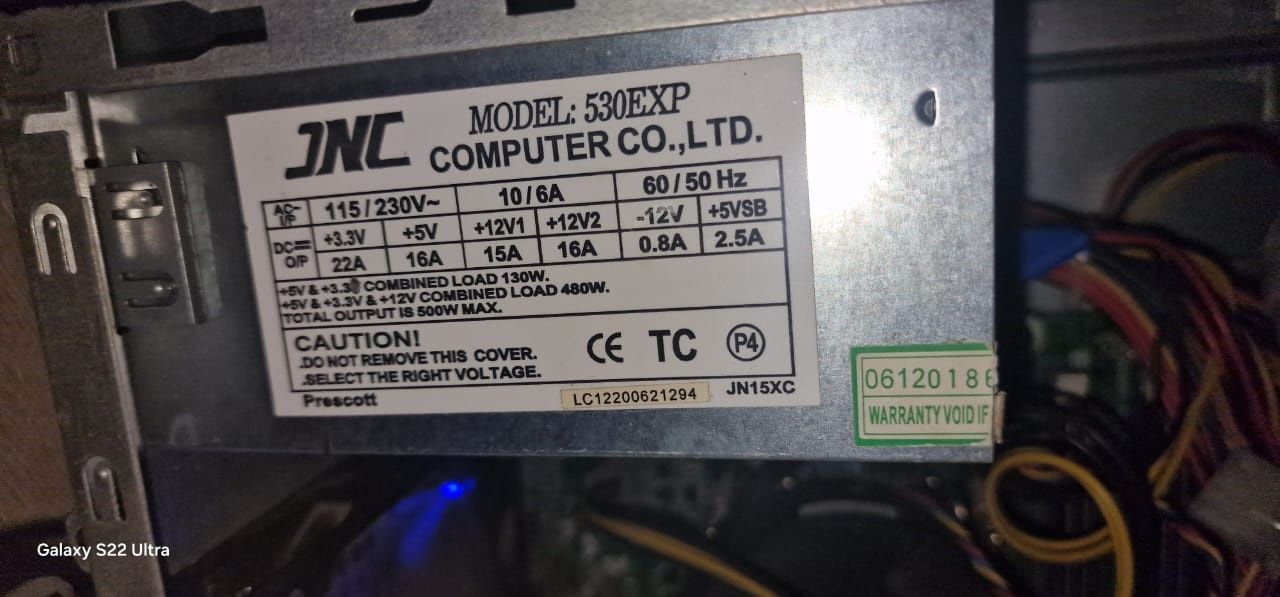 JNC MODEL: 530EXP
COMPUTER CO.,LTD.
AC~ I/P 115 / 230V~ 10 / 6A 60 / 50 Hz
DC O/P +3.3V +5V +12V1 +12V2 -12V +5VSB
22A 16A 15A 16A 0.8A 2.5A
+5V & +3.3V COMBINED LOAD 130W.
+5V & +3.3V & +12V COMBINED LOAD 480W.
TOTAL OUTPUT IS 500W MAX.
CAUTION!
.DO NOT REMOVE THIS COVER.
.SELECT THE RIGHT VOLTAGE.
CE TC P4
Prescott LC12200621294 JN15XC
06120186
WARRANTY VOID IF
Galaxy S22 Ultra